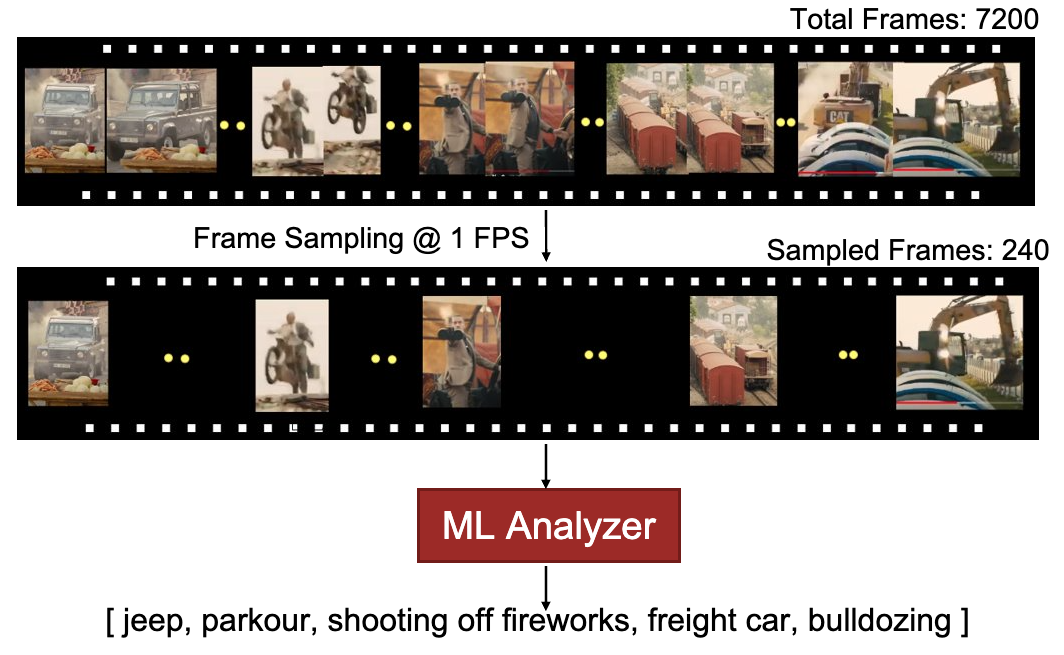 Total Frames: 7200
CAT
Frame Sampling @ 1 FPS
Sampled Frames: 240
ML Analyzer
[ jeep, parkour, shooting off fireworks, freight car, bulldozing ]